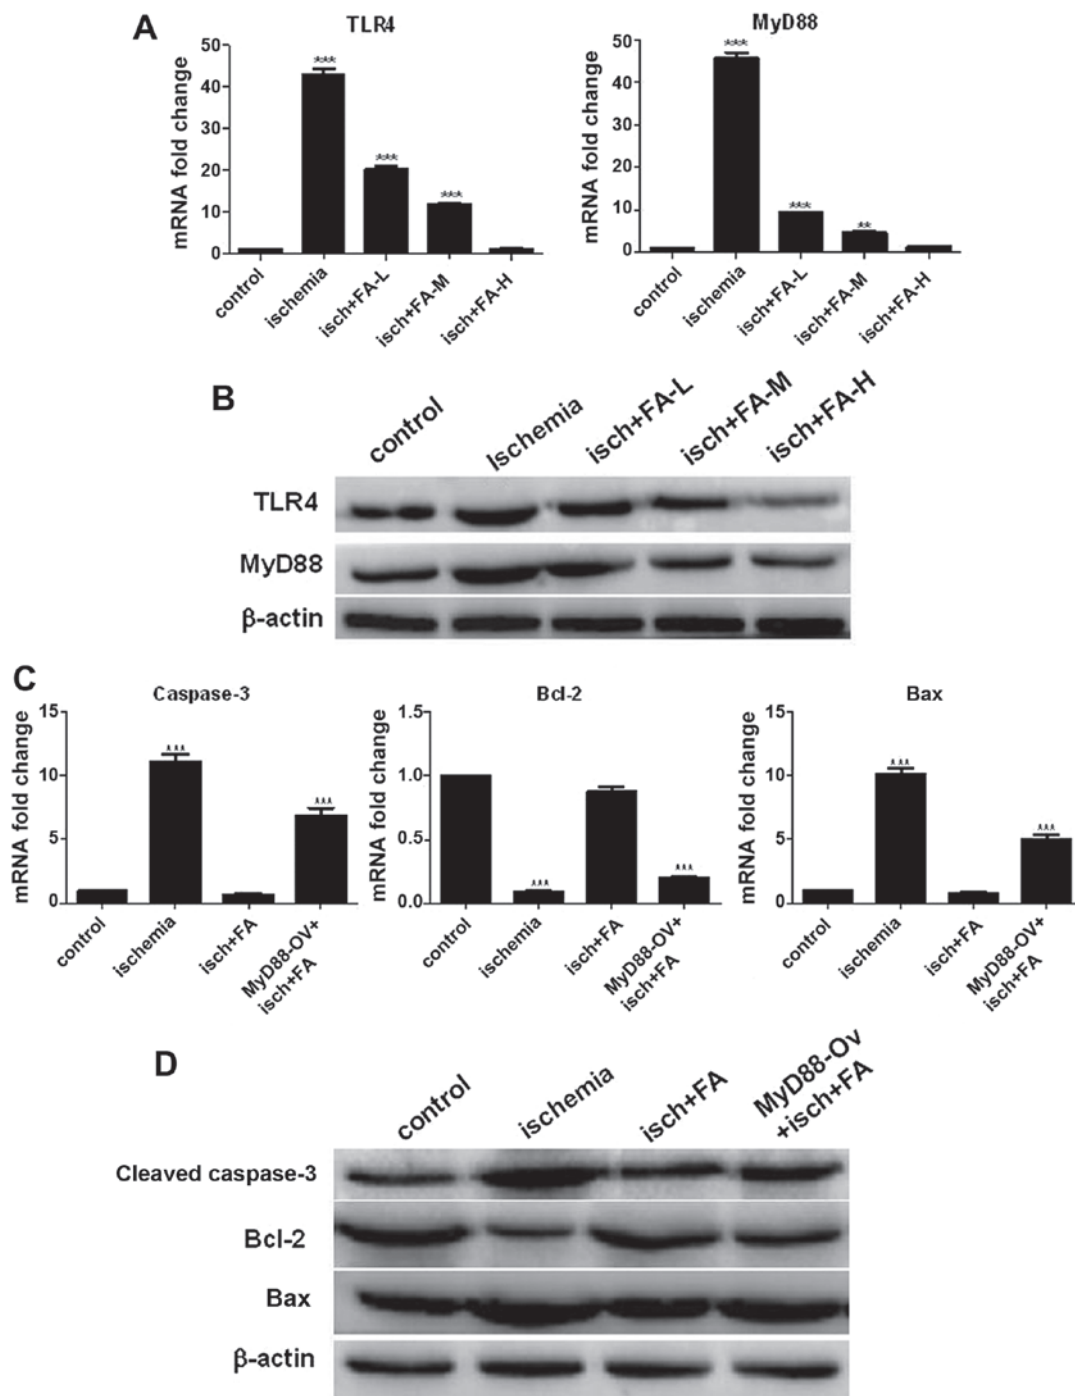 A
TLR4
mRNA fold change
50
40
30
20
10
0
***
***
***
control
ischemia
isch+FA-L
isch+FA-M
isch+FA-H
MyD88
mRNA fold change
50
40
30
20
10
0
***
***
**
control
ischemia
isch+FA-L
isch+FA-M
isch+FA-H
B
control
Ischemia
isch+FA-L
isch+FA-M
isch+FA-H
TLR4
MyD88
β-actin
C
Caspase-3
mRNA fold change
15
10
5
0
***
***
control
ischemia
isch+FA
MyD88-OV+
isch+FA
Bcl-2
mRNA fold change
1.5
1.0
0.5
0.0
***
***
control
ischemia
isch+FA
MyD88-OV+
isch+FA
Bax
mRNA fold change
15
10
5
0
***
***
control
ischemia
isch+FA
MyD88-OV+
isch+FA
D
control
ischemia
isch+FA
MyD88-Ov
+isch+FA
Cleaved caspase-3
Bcl-2
Bax
β-actin